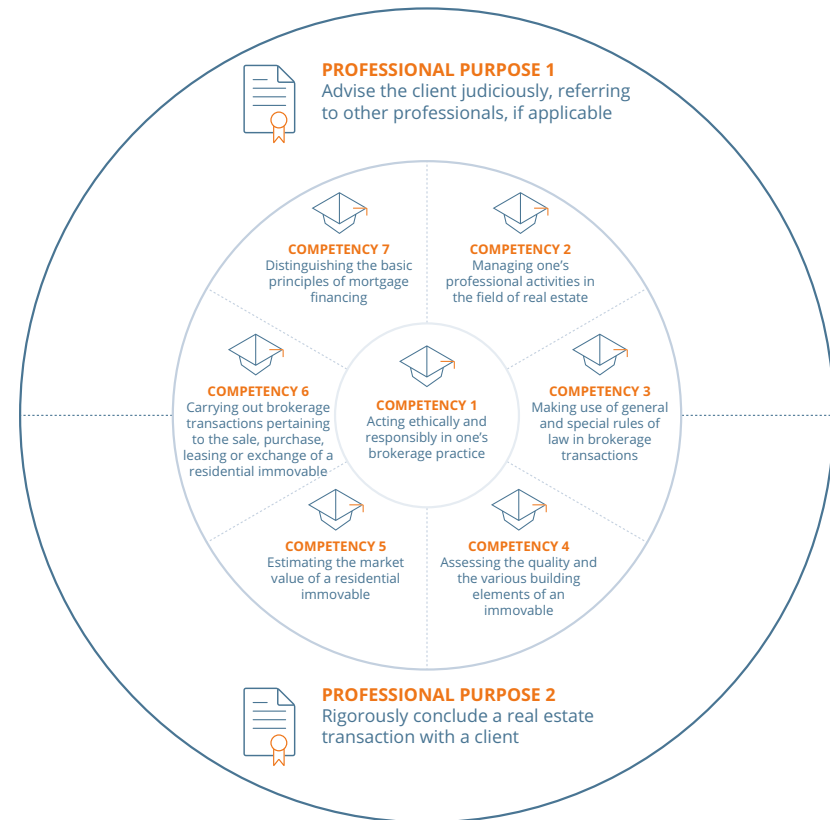 PROFESSIONAL PURPOSE 1
Advise the client judiciously, referring
to other professionals, if applicable
COMPETENCY 7
Distinguishing the basic
principles of mortgage
financing
COMPETENCY 2
Managing one’s
professional activities in
the field of real estate
COMPETENCY 6
Carrying out brokerage
transactions pertaining
to the sale, purchase,
leasing or exchange of a
residential immovable
COMPETENCY 1
Acting ethically and
responsibly in one’s
brokerage practice
COMPETENCY 3
Making use of general
and special rules of
law in brokerage
transactions
COMPETENCY 5
Estimating the market
value of a residential
immovable
COMPETENCY 4
Assessing the quality and
the various building
elements of an
immovable
PROFESSIONAL PURPOSE 2
Rigorously conclude a real estate
transaction with a client